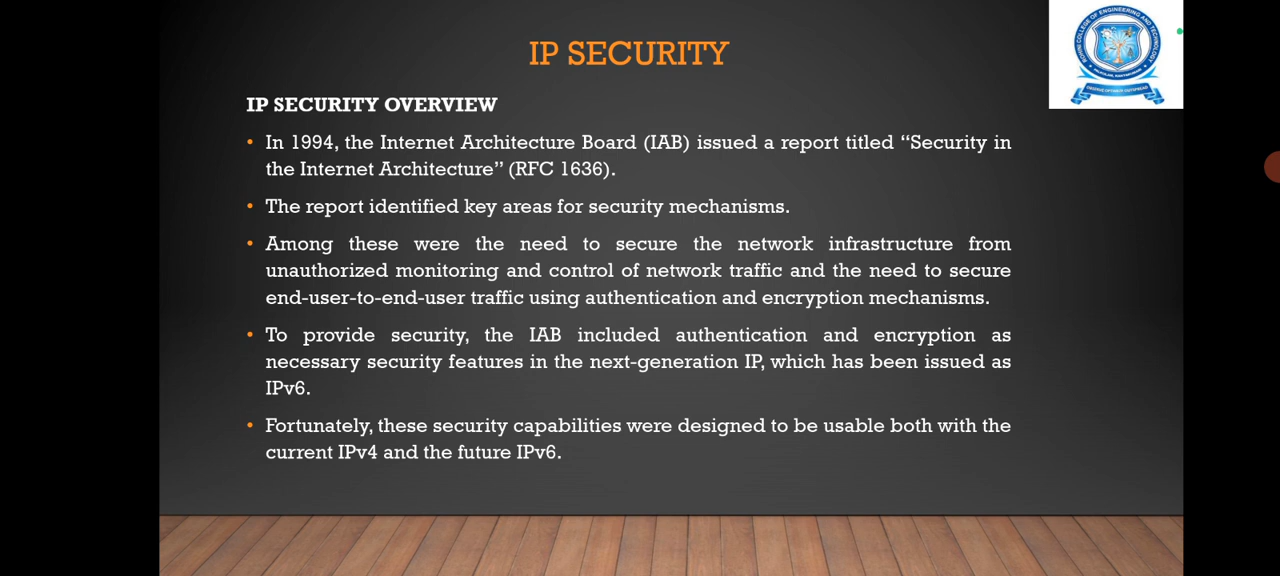 IP SECURITY
IP SECURITY OVERVIEW
• In 1994, the Internet Architecture Board (IAB) issued a report titled “Security in
the Internet Architecture” (RFC 1636).
• The report identified key areas for security mechanisms.
• Among these were the need to secure the network infrastructure from
unauthorized monitoring and control of network traffic and the need to secure
end-user-to-end-user traffic using authentication and encryption mechanisms.
• To provide security, the IAB included authentication and encryption as
necessary security features in the next-generation IP, which has been issued as
IPv6.
• Fortunately, these security capabilities were designed to be usable both with the
current IPv4 and the future IPv6.
COLLEGE OF ENGINEERING AND TECHNOLOGY